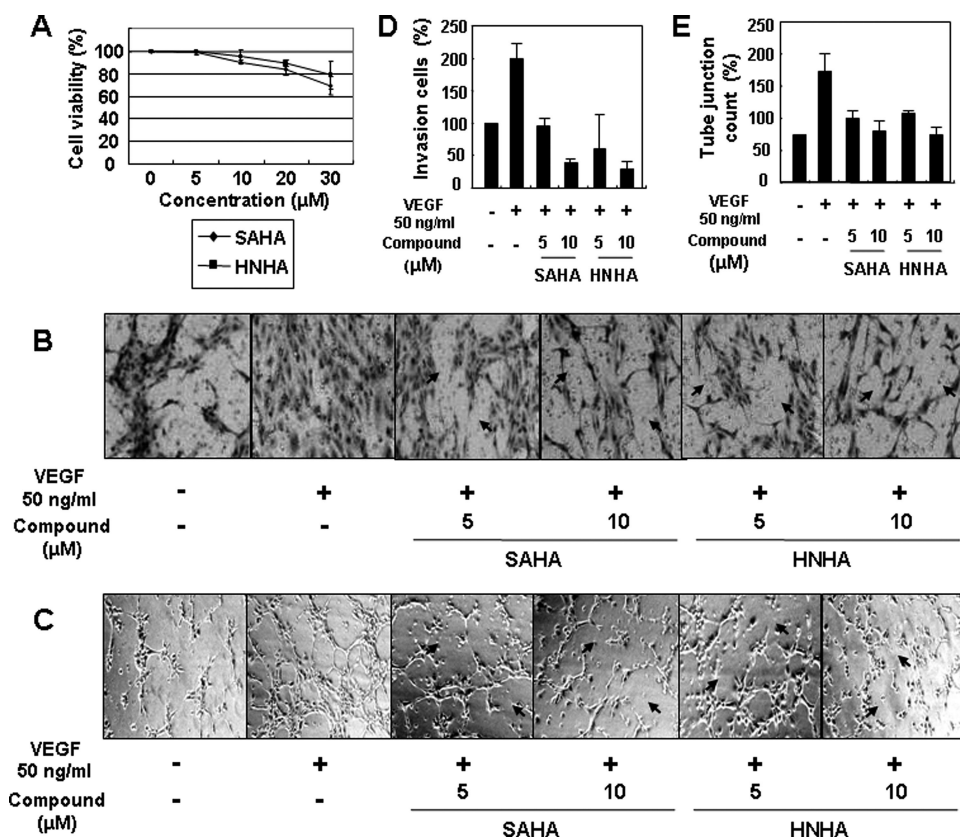 A
Cell viability (%)
100
80
60
40
20
0 5 10 20 30
Concentration (µM)
SAHA
HNHA
D
Invasion cells (%)
250
200
150
100
50
0
VEGF
50 ng/ml
- + + + + +
Compound
(µM)
- - 5 10 5 10
SAHA HNHA
E
Tube junction
count (%)
250
200
150
100
50
0
VEGF
50 ng/ml
- + + + + +
Compound
(µM)
- - 5 10 5 10
SAHA HNHA
B
VEGF
50 ng/ml
- + + + + +
Compound
(µM)
- - 5 10 5 10
SAHA HNHA
C
VEGF
50 ng/ml
- + + + + +
Compound
(µM)
- - 5 10 5 10
SAHA HNHA